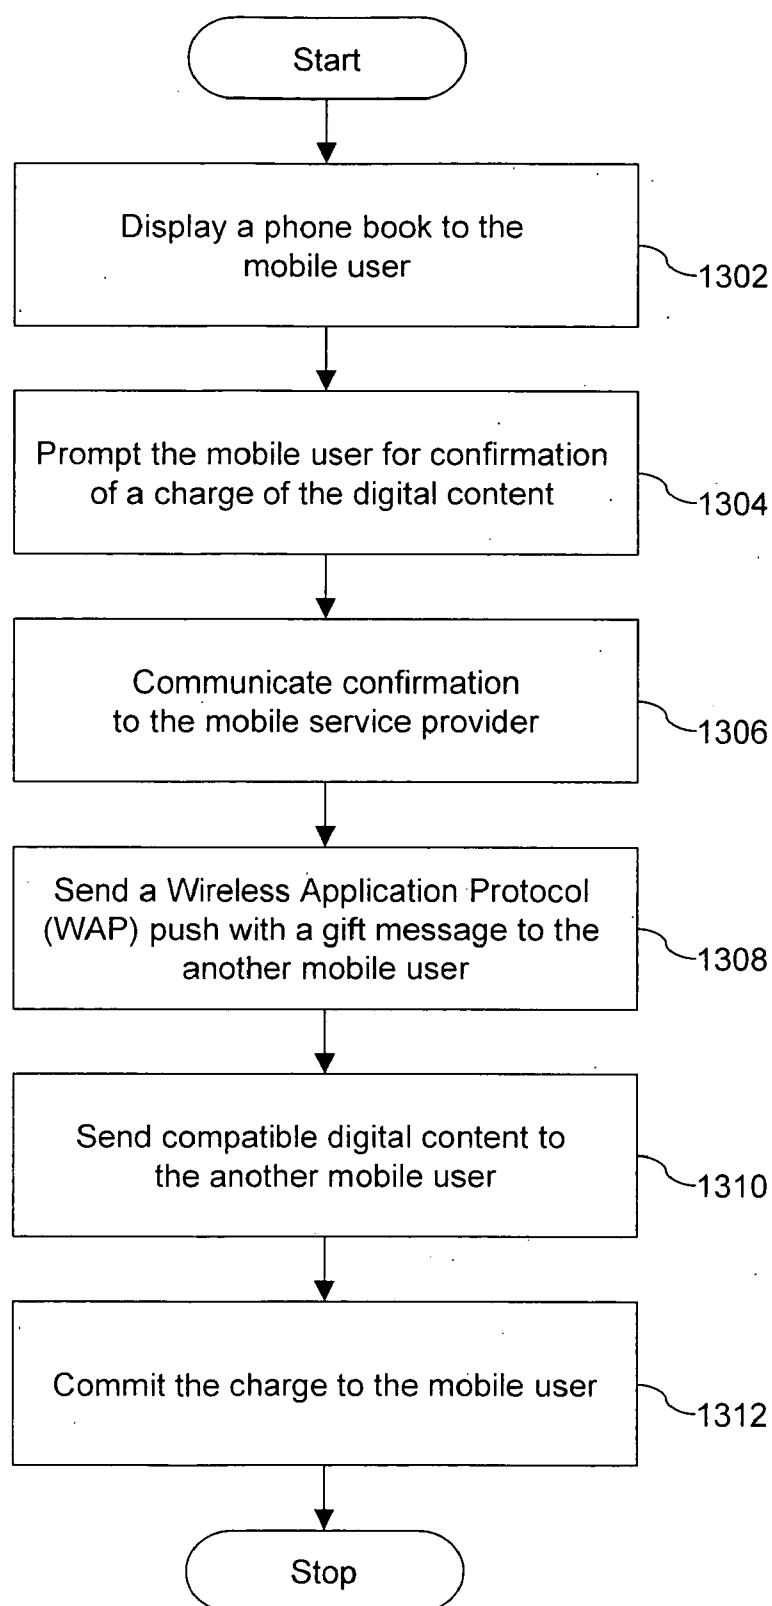 Start
Display a phone book to the
mobile user
1302
Prompt the mobile user for confirmation
of a charge of the digital content
1304
Communicate confirmation
to the mobile service provider
1306
Send a Wireless Application Protocol
(WAP) push with a gift message to the
another mobile user
1308
Send compatible digital content to
the another mobile user
1310
Commit the charge to the mobile user
1312
Stop